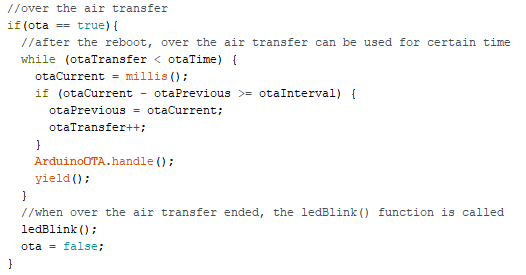 //over the air transfer
if(ota == true){
  //after the reboot, over the air transfer can be used for certain time
  while (otaTransfer < otaTime) {
    otaCurrent = millis();
    if (otaCurrent - otaPrevious >= otaInterval) {
      otaPrevious = otaCurrent;
      otaTransfer++;
    }
    ArduinoOTA.handle();
    yield();
  }
  //when over the air transfer ended, the ledBlink() function is called
  ledBlink();
  ota = false;
}